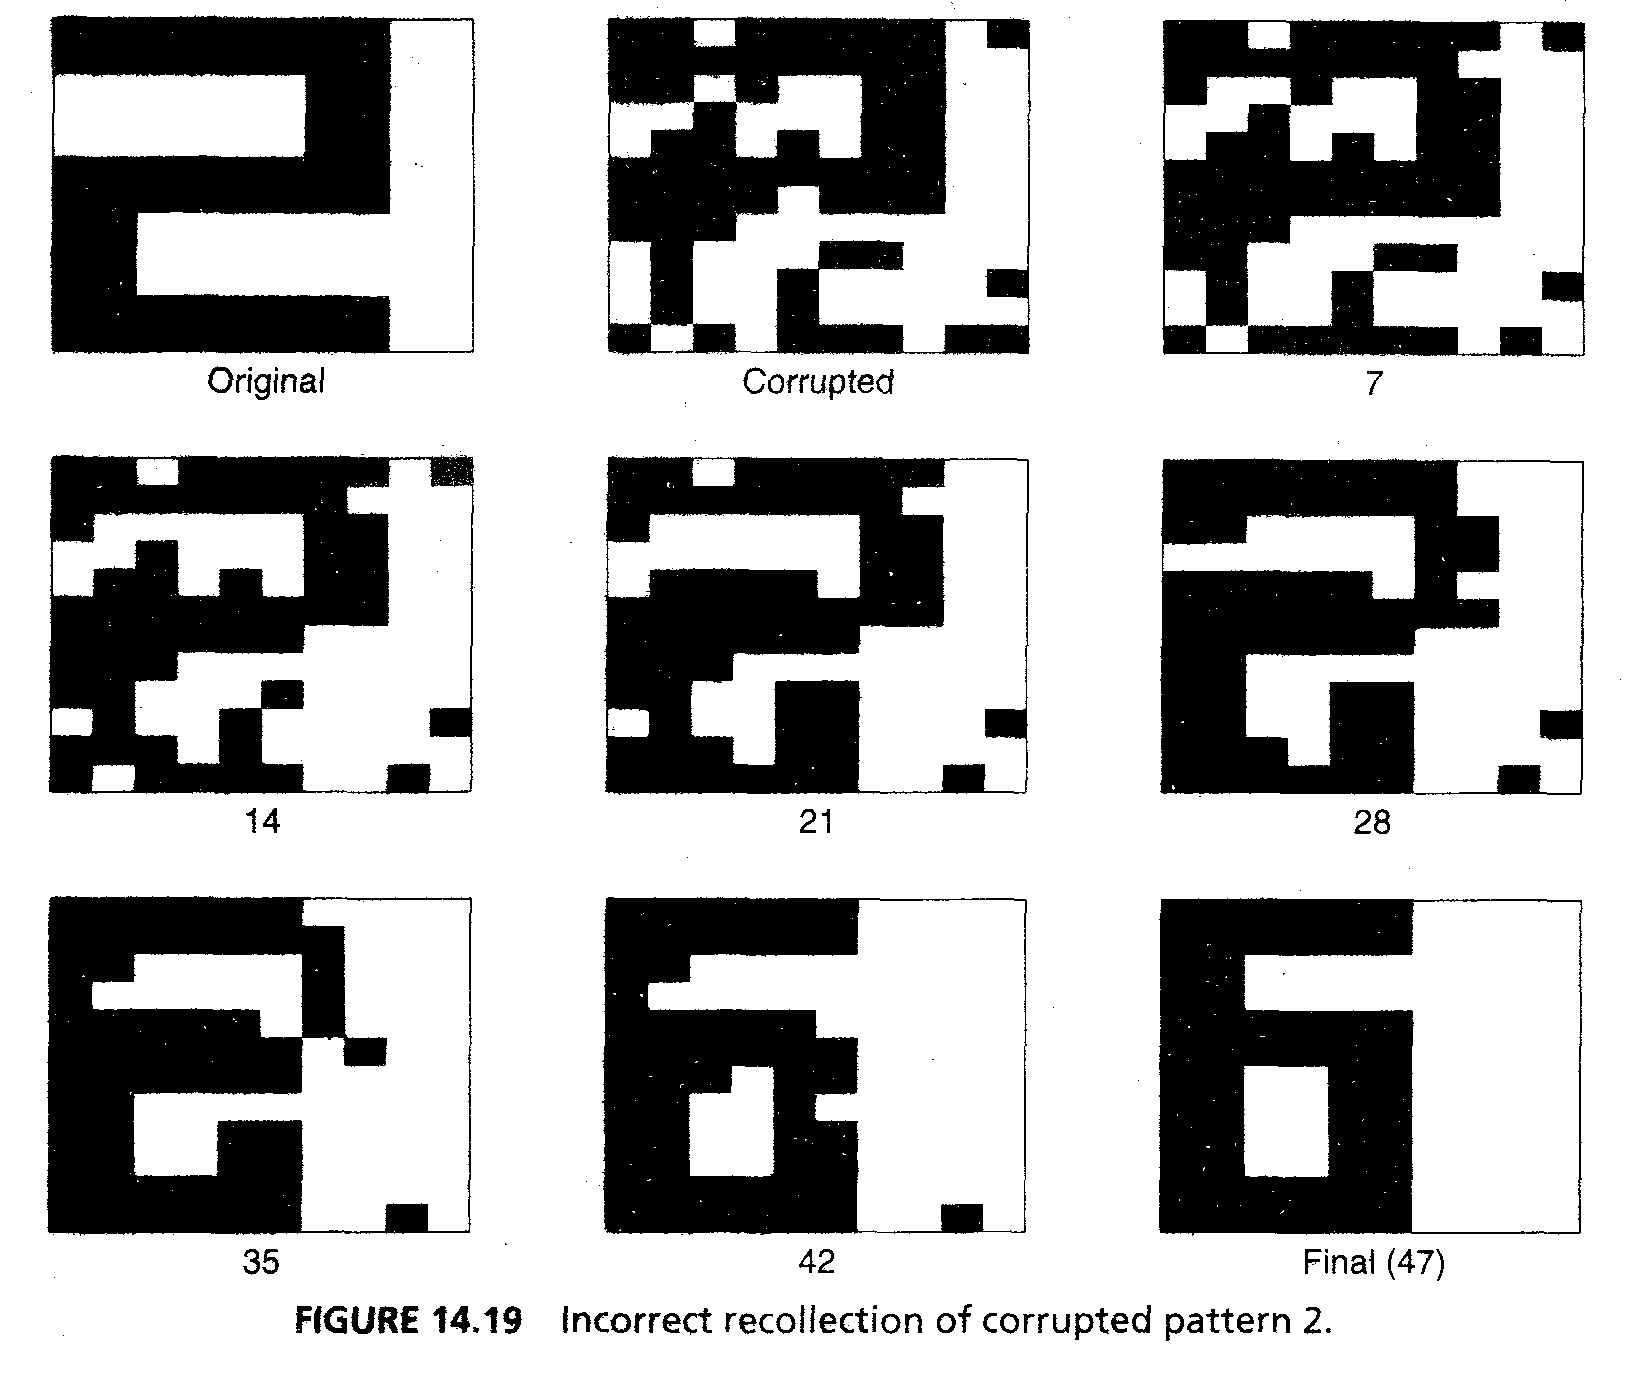 Original
Corrupted
7
14
21
28
35
42
Final (47)
FIGURE 14.19 Incorrect recollection of corrupted pattern 2.